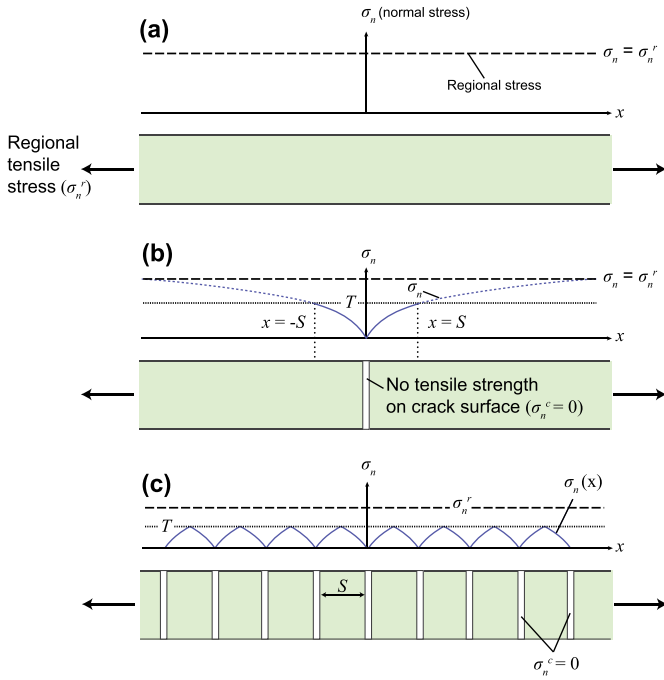 (a)
σₙ (normal stress)
σₙ = σₙʳ
Regional stress
x
Regional
tensile
stress (σₙʳ)
(b)
σₙ
σₙ = σₙʳ
T
σₙ
x = -S
x = S
x
No tensile strength
on crack surface (σₙᶜ = 0)
(c)
σₙ
σₙʳ
σₙ(x)
T
x
S
σₙᶜ = 0